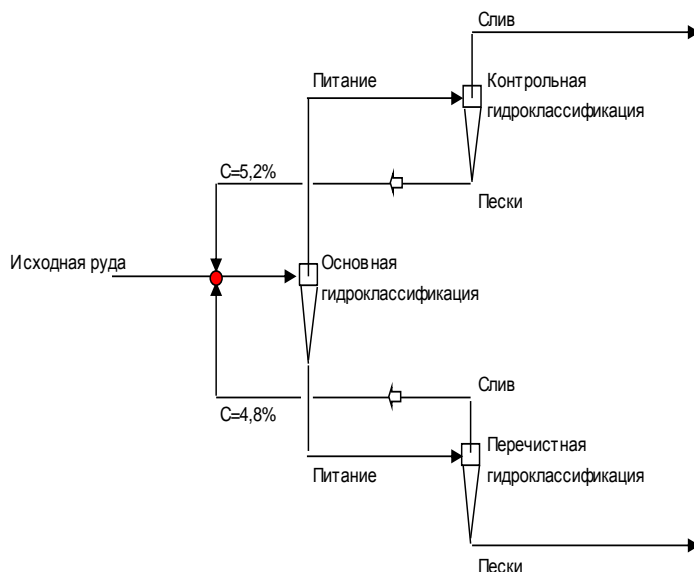 Слив
Питание
Контрольная
гидроклассификация
С=5,2%
Пески
Исходная руда
Основная
гидроклассификация
Слив
С=4,8%
Перечистная
Питание
гидроклассификация
Пески